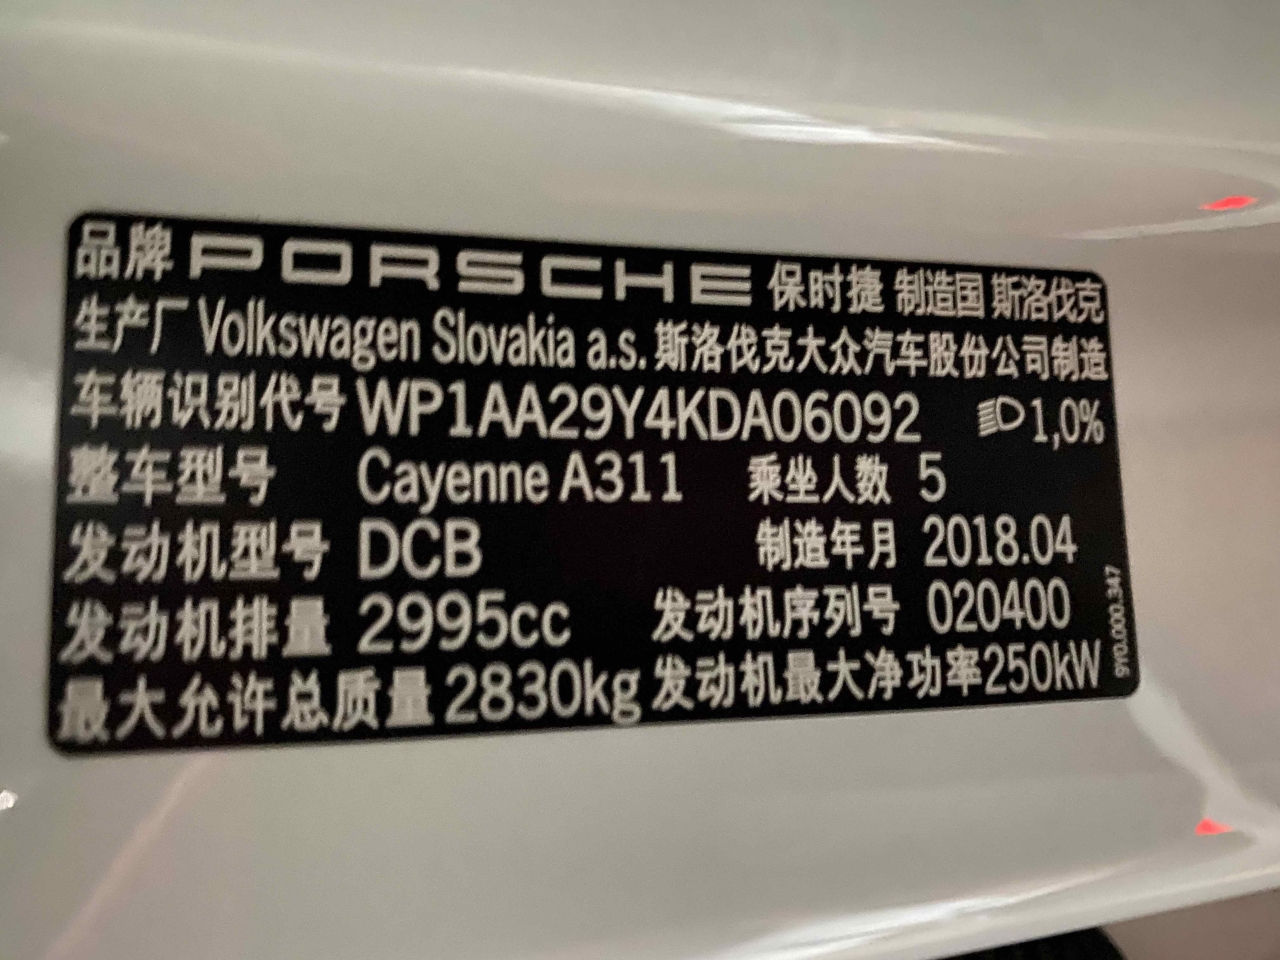 品牌 PORSCHE 保时捷 制造国 斯洛伐克
生产厂 Volkswagen Slovakia a.s. 斯洛伐克大众汽车股份公司制造
车辆识别代号 WP1AA29Y4KDA06092 1,0%
整车型号 Cayenne A311 乘坐人数 5
发动机型号 DCB 制造年月 2018.04
发动机排量 2995cc 发动机序列号 020400
最大允许总质量 2830kg 发动机最大净功率 250kW
9Y0.000.347